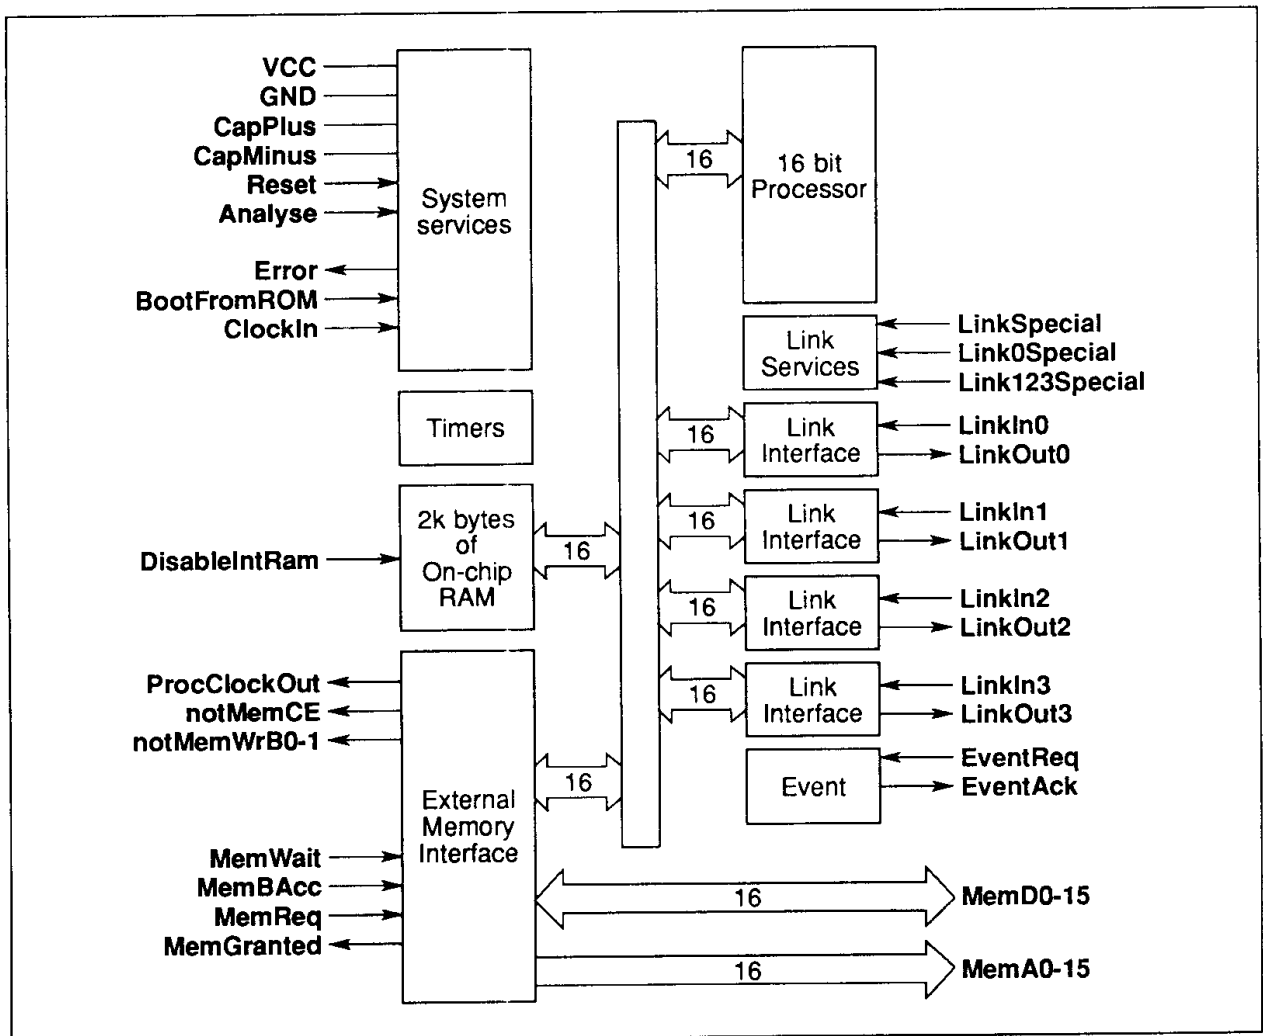 VCC
GND
CapPlus
CapMinus
Reset
Analyse
Error
BootFromROM
ClockIn
System
services
Timers
DisableIntRam
2k bytes
of
On-chip
RAM
16
ProcClockOut
notMemCE
notMemWrB0-1
MemWait
MemBAcc
MemReq
MemGranted
External
Memory
Interface
16
16
16 bit
Processor
Link
Services
LinkSpecial
Link0Special
Link123Special
16
Link
Interface
LinkIn0
LinkOut0
16
Link
Interface
LinkIn1
LinkOut1
16
Link
Interface
LinkIn2
LinkOut2
16
Link
Interface
LinkIn3
LinkOut3
Event
EventReq
EventAck
16
MemD0-15
16
MemA0-15